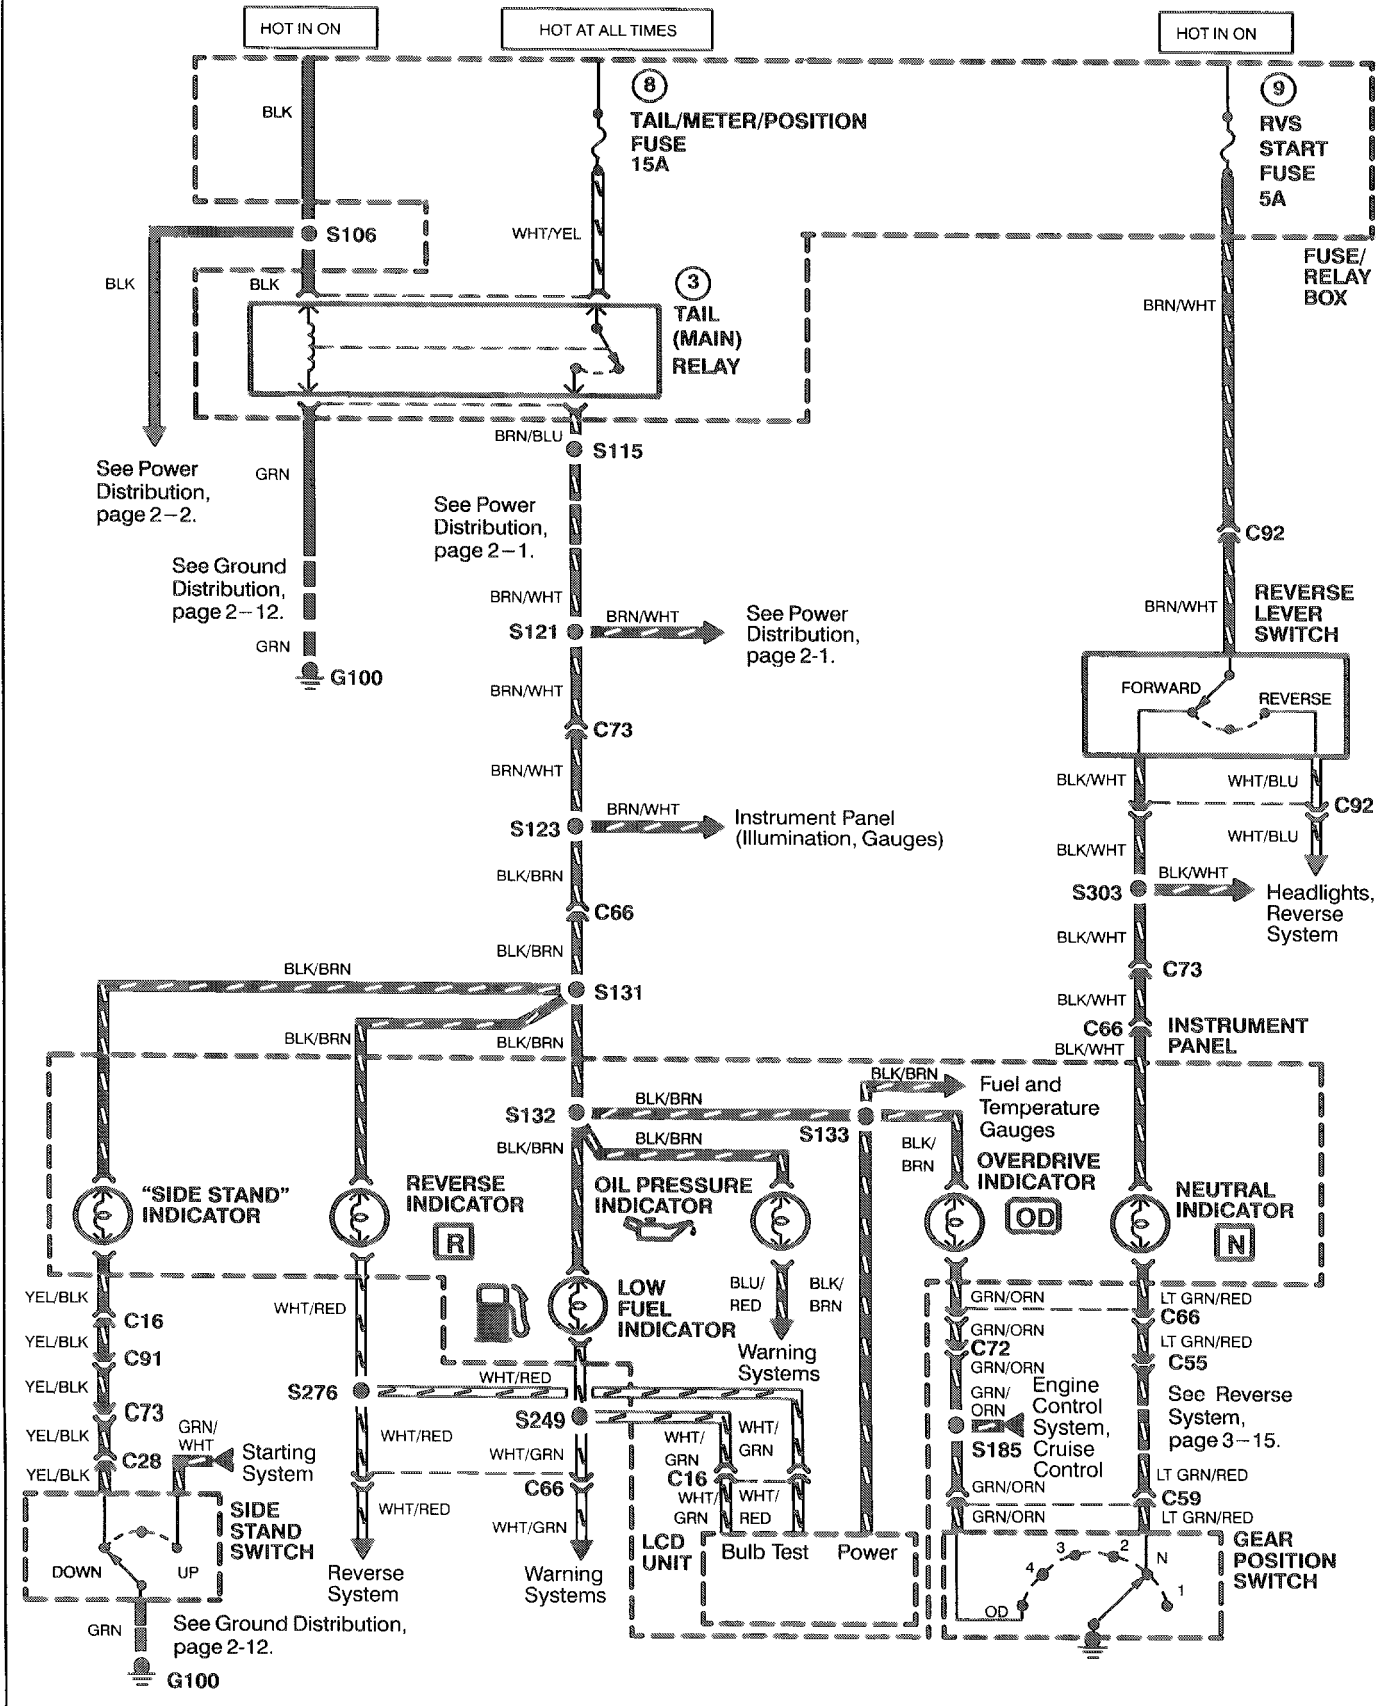 HOT IN ON
HOT AT ALL TIMES
HOT IN ON
BLK
8
TAIL/METER/POSITION
FUSE
15A
9
RVS
START
FUSE
5A
S106
WHT/YEL
BLK
BLK
3
TAIL
(MAIN)
RELAY
FUSE/
RELAY
BOX
BRN/WHT
BRN/BLU
S115
See Power
Distribution,
page 2–2.
GRN
See Power
Distribution,
page 2–1.
C92
See Ground
Distribution,
page 2–12.
GRN
G100
BRN/WHT
S121
BRN/WHT
See Power
Distribution,
page 2-1.
BRN/WHT
REVERSE
LEVER
SWITCH
FORWARD
REVERSE
BRN/WHT
C73
BRN/WHT
BLK/WHT
WHT/BLU
C92
S123
BRN/WHT
Instrument Panel
(Illumination, Gauges)
WHT/BLU
BLK/WHT
BLK/BRN
S303
BLK/WHT
Headlights,
Reverse
System
C66
BLK/WHT
BLK/BRN
C73
BLK/BRN
S131
BLK/WHT
C66
INSTRUMENT
PANEL
BLK/BRN
BLK/BRN
BLK/WHT
BLK/BRN
Fuel and
Temperature
Gauges
S132
BLK/BRN
S133
BLK/BRN
BLK/BRN
BLK/
BRN
"SIDE STAND"
INDICATOR
REVERSE
INDICATOR
R
OIL PRESSURE
INDICATOR
OVERDRIVE
INDICATOR
OD
NEUTRAL
INDICATOR
N
YEL/BLK
C16
WHT/RED
LOW
FUEL
INDICATOR
BLU/
RED
BLK/
BRN
Warning
Systems
GRN/ORN
LT GRN/RED
C66
GRN/ORN
C72
LT GRN/RED
C55
YEL/BLK
C91
YEL/BLK
C73
S276
WHT/RED
S249
GRN/ORN
GRN/
ORN
S185
Engine
Control
System,
Cruise
Control
See Reverse
System,
page 3–15.
YEL/BLK
C28
GRN/
WHT
Starting
System
WHT/RED
WHT/GRN
WHT/
GRN
WHT/
GRN
C16
YEL/BLK
C66
WHT/RED
WHT/GRN
WHT/
GRN
WHT/
RED
GRN/ORN
LT GRN/RED
C59
GRN/ORN
LT GRN/RED
SIDE
STAND
SWITCH
DOWN
UP
Reverse
System
Warning
Systems
LCD
UNIT
Bulb Test
Power
GEAR
POSITION
SWITCH
OD
4
3
2
N
1
GRN
See Ground Distribution,
page 2-12.
G100